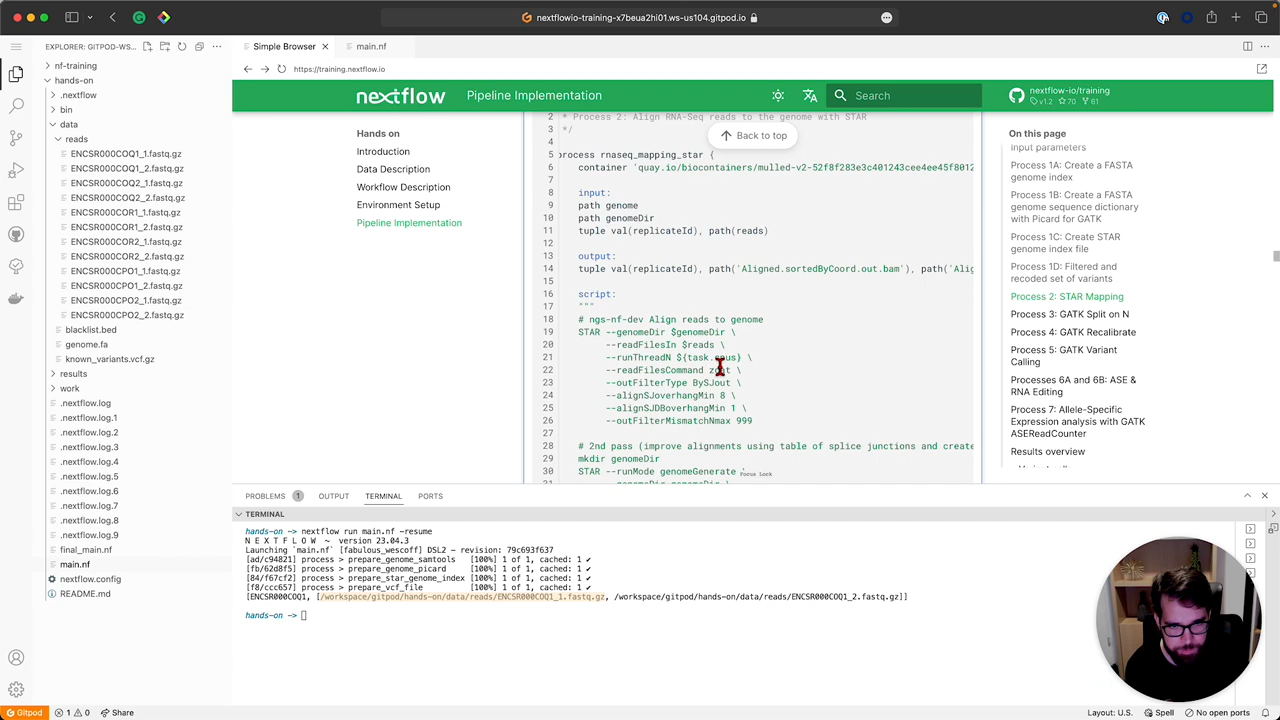 nextflowio-training-x7beua2hi01.ws-us104.gitpod.io
EXPLORER: GITPOD-WS...
nf-training
hands-on
.nextflow
bin
data
reads
ENCSR000COQ1_1.fastq.gz
ENCSR000COQ1_2.fastq.gz
ENCSR000COQ2_1.fastq.gz
ENCSR000COQ2_2.fastq.gz
ENCSR000COR1_1.fastq.gz
ENCSR000COR1_2.fastq.gz
ENCSR000COR2_1.fastq.gz
ENCSR000COR2_2.fastq.gz
ENCSR000CPO1_1.fastq.gz
ENCSR000CPO1_2.fastq.gz
ENCSR000CPO2_1.fastq.gz
ENCSR000CPO2_2.fastq.gz
blacklist.bed
genome.fa
known_variants.vcf.gz
results
work
.nextflow.log
.nextflow.log.1
.nextflow.log.2
.nextflow.log.3
.nextflow.log.4
.nextflow.log.5
.nextflow.log.6
.nextflow.log.7
.nextflow.log.8
.nextflow.log.9
final_main.nf
main.nf
nextflow.config
README.md
Simple Browser
main.nf
https://training.nextflow.io
nextflow
Pipeline Implementation
Search
nextflow-io/training
v1.2 70 61
Hands on
Introduction
Data Description
Workflow Description
Environment Setup
Pipeline Implementation
Back to top
2 * Process 2: Align RNA-Seq reads to the genome with STAR
3 */
4
5 process rnaseq_mapping_star {
6 container 'quay.io/biocontainers/mulled-v2-52f8f283e3c401243cee4ee45f8012
7
8 input:
9 path genome
10 path genomeDir
11 tuple val(replicateId), path(reads)
12
13 output:
14 tuple val(replicateId), path('Aligned.sortedByCoord.out.bam'), path('Alig
15
16 script:
17 """
18 # ngs-nf-dev Align reads to genome
19 STAR --genomeDir $genomeDir \
20 --readFilesIn $reads \
21 --runThreadN ${task.cpus} \
22 --readFilesCommand zcat \
23 --outFilterType BySJout \
24 --alignSJoverhangMin 8 \
25 --alignSJDBoverhangMin 1 \
26 --outFilterMismatchNmax 999
27
28 # 2nd pass (improve alignments using table of splice junctions and create
29 mkdir genomeDir
30 STAR --runMode genomeGenerate \
Focus Lock
On this page
Input parameters
Process 1A: Create a FASTA
genome index
Process 1B: Create a FASTA
genome sequence dictionary
with Picard for GATK
Process 1C: Create STAR
genome index file
Process 1D: Filtered and
recoded set of variants
Process 2: STAR Mapping
Process 3: GATK Split on N
Process 4: GATK Recalibrate
Process 5: GATK Variant
Calling
Processes 6A and 6B: ASE &
RNA Editing
Process 7: Allele-Specific
Expression analysis with GATK
ASEReadCounter
Results overview
PROBLEMS 1 OUTPUT TERMINAL PORTS
TERMINAL
hands-on -> nextflow run main.nf -resume
N E X T F L O W ~ version 23.04.3
Launching `main.nf` [fabulous_wescoff] DSL2 - revision: 79c693f637
[ad/c94821] process > prepare_genome_samtools [100%] 1 of 1, cached: 1 ✔
[fb/62d8f5] process > prepare_genome_picard [100%] 1 of 1, cached: 1 ✔
[84/f67cf2] process > prepare_star_genome_index [100%] 1 of 1, cached: 1 ✔
[f8/ccc657] process > prepare_vcf_file [100%] 1 of 1, cached: 1 ✔
[ENCSR000COQ1, [/workspace/gitpod/hands-on/data/reads/ENCSR000COQ1_1.fastq.gz, /workspace/gitpod/hands-on/data/reads/ENCSR000COQ1_2.fastq.gz]]
hands-on ->
Gitpod 1 0 Share
Layout: U.S. Spell No open ports